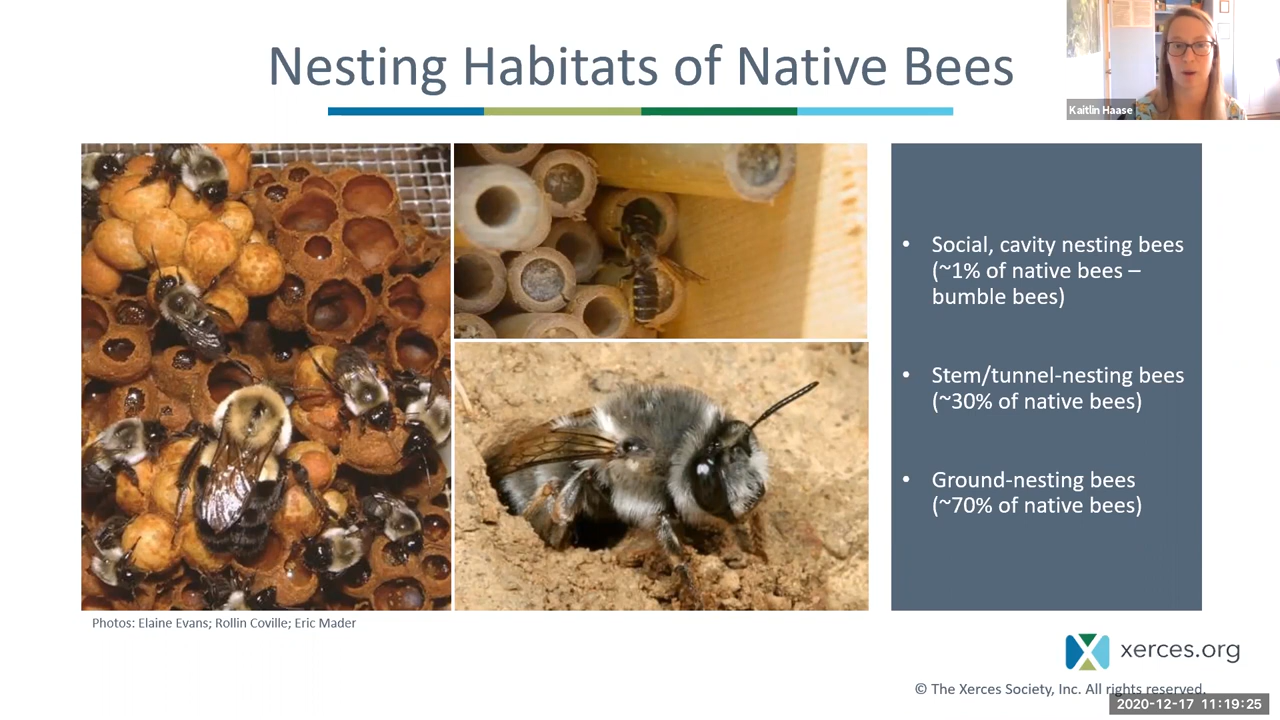 Nesting Habitats of Native Bees
Kaitlin Haase
• Social, cavity nesting bees
(~1% of native bees –
bumble bees)
• Stem/tunnel-nesting bees
(~30% of native bees)
• Ground-nesting bees
(~70% of native bees)
Photos: Elaine Evans; Rollin Coville; Eric Mader
xerces.org
© The Xerces Society, Inc. All rights reserved.
2020-12-17 11:19:25